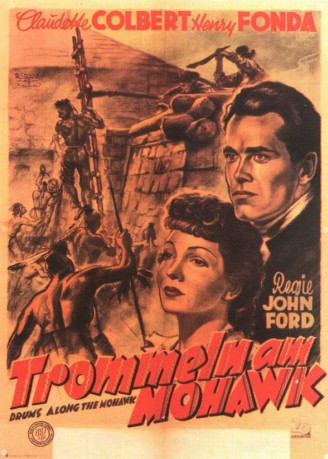 Claudette COLBERT Henry FONDA
Regie
JOHN
FORD
Trommeln am
MOHAWK
DRUMS ALONG THE MOHAWK